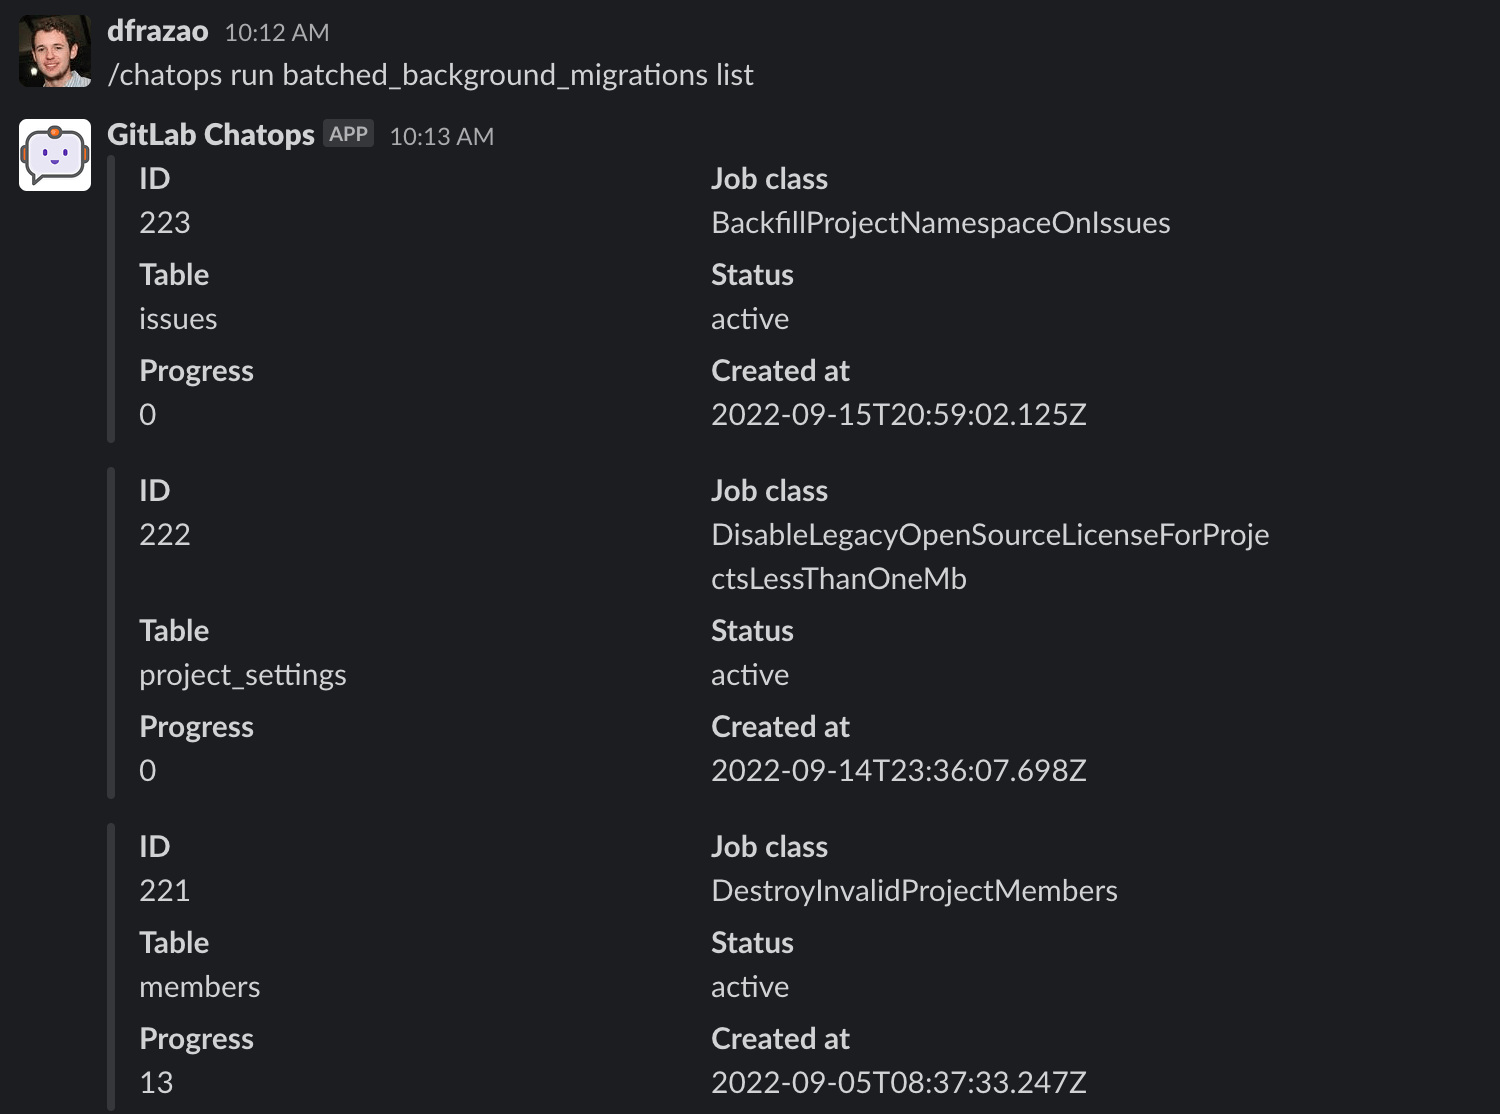 dfrazao 10:12 AM
/chatops run batched_background_migrations list
GitLab Chatops APP 10:13 AM
ID Job class
223 BackfillProjectNamespaceOnIssues
Table Status
issues active
Progress Created at
0 2022-09-15T20:59:02.125Z
ID Job class
222 DisableLegacyOpenSourceLicenseForProje
ctsLessThanOneMb
Table Status
project_settings active
Progress Created at
0 2022-09-14T23:36:07.698Z
ID Job class
221 DestroyInvalidProjectMembers
Table Status
members active
Progress Created at
13 2022-09-05T08:37:33.247Z